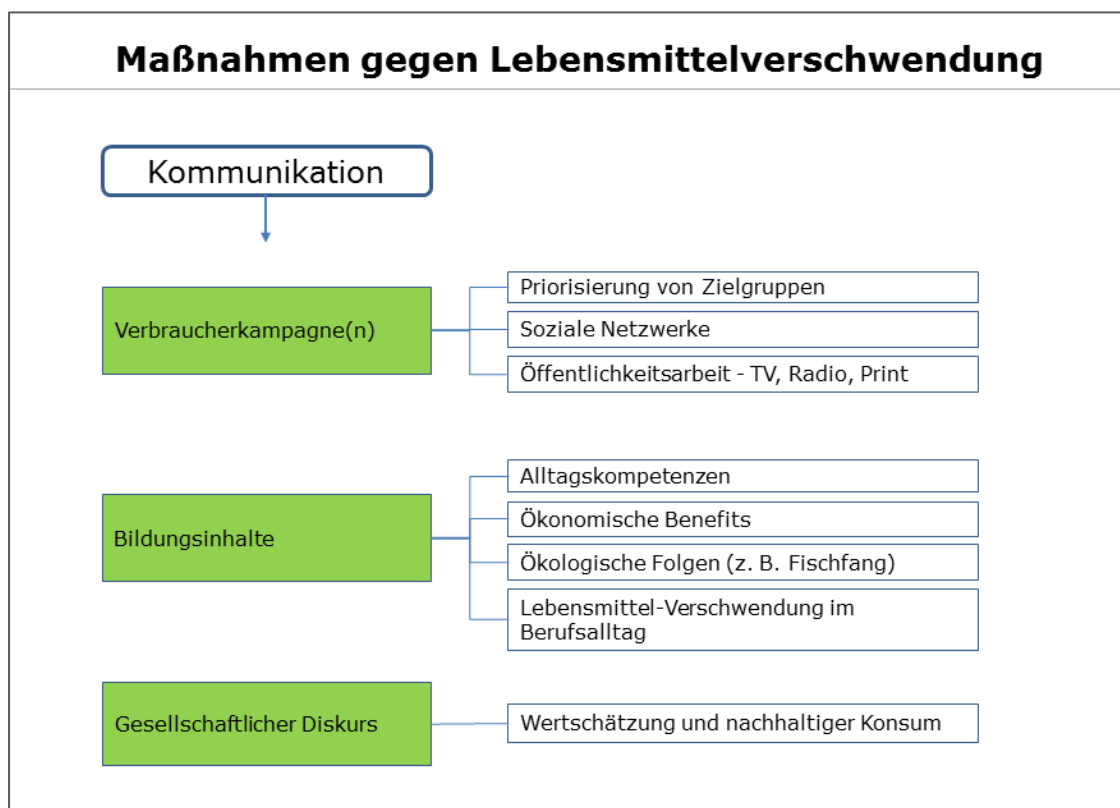 Maßnahmen gegen Lebensmittelverschwendung
Kommunikation
Verbraucherkampagne(n)
Priorisierung von Zielgruppen
Soziale Netzwerke
Öffentlichkeitsarbeit - TV, Radio, Print
Bildungsinhalte
Alltagskompetenzen
Ökonomische Benefits
Ökologische Folgen (z. B. Fischfang)
Lebensmittel-Verschwendung im
Berufsalltag
Gesellschaftlicher Diskurs
Wertschätzung und nachhaltiger Konsum